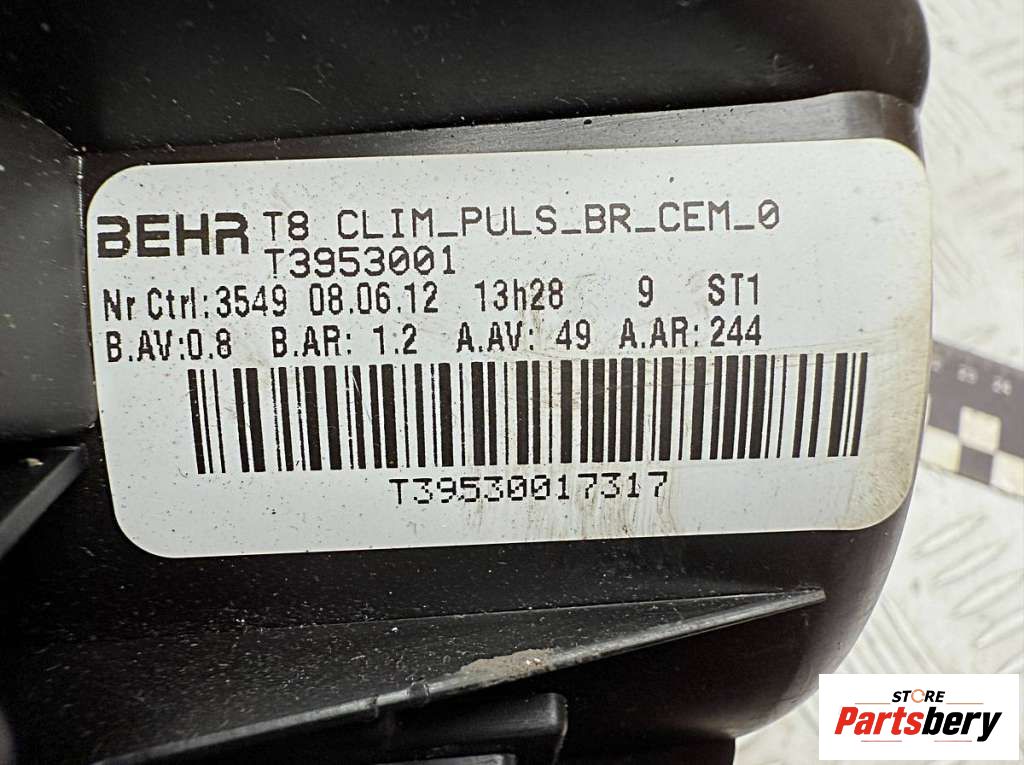 BEHR T8 CLIM_PULS_BR_CEM_0
T3953001
Nr Ctrl:3549 08.06.12 13h28 9 ST1
B.AV:0.8 B.AR: 1.2 A.AV: 49 A.AR: 244
T39530017317
STORE
Partsbery